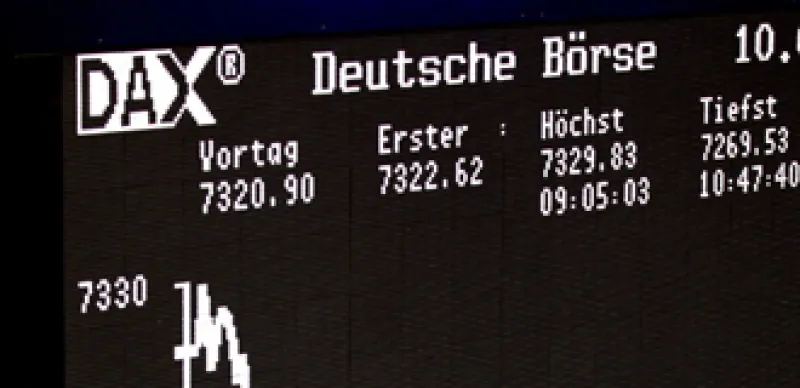 DAX® Deutsche Börse 10.
Vortag Erster : Höchst Tiefst
7320.90 7322.62 7329.83 7269.53
09:05:03 10:47:40
7330